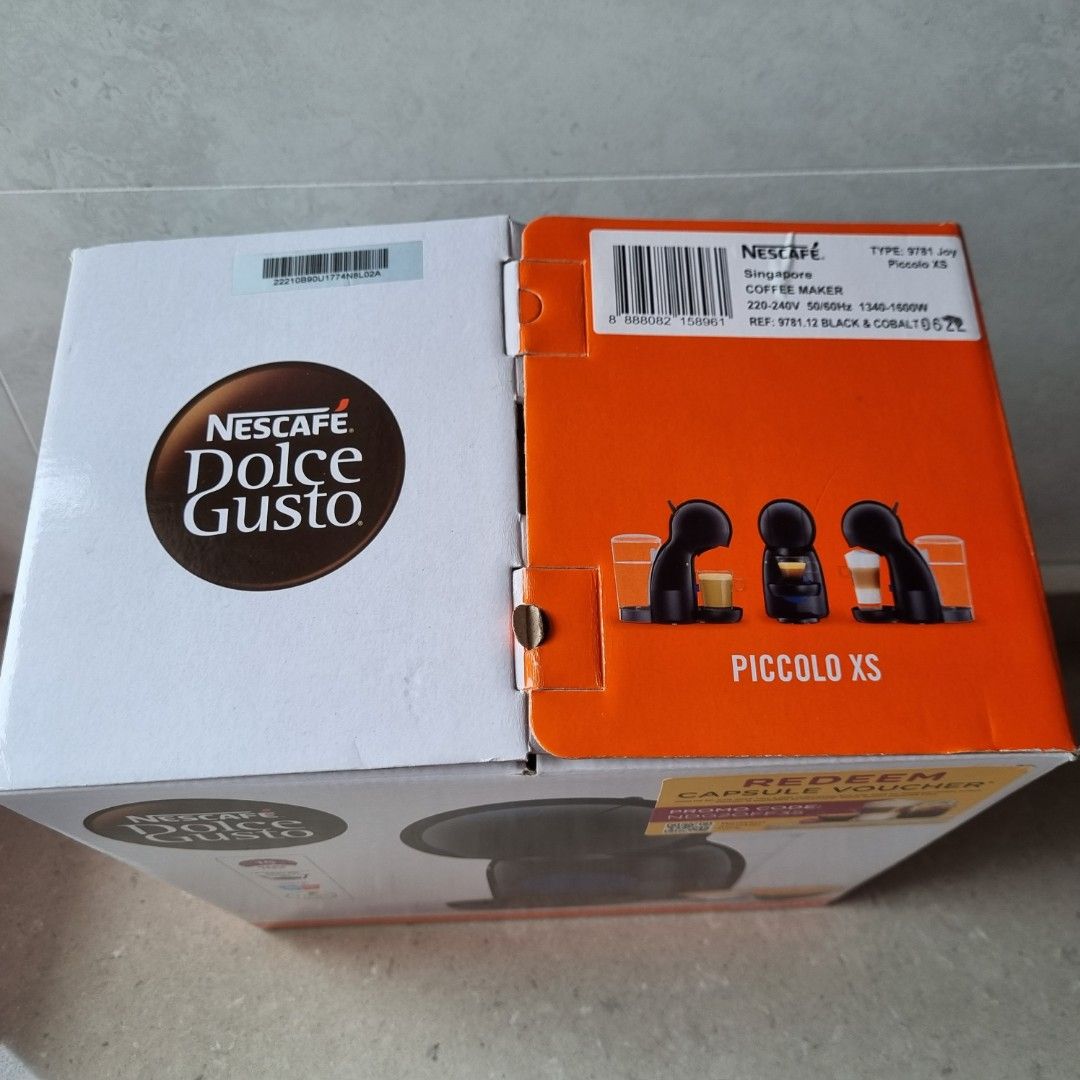 22210B90U1774N8L02A
NESCAFÉ
Dolce
Gusto
8 888082 158961
NESCAFÉ.
Singapore
COFFEE MAKER
220-240V 50/60Hz 1340-1600W
REF: 9781.12 BLACK & COBALT 0622
TYPE: 9781 Joy
Piccolo XS
PICCOLO XS
NESCAFÉ
Dolce
Gusto
REDEEM
CAPSULE VOUCHER*
PROMO CODE: